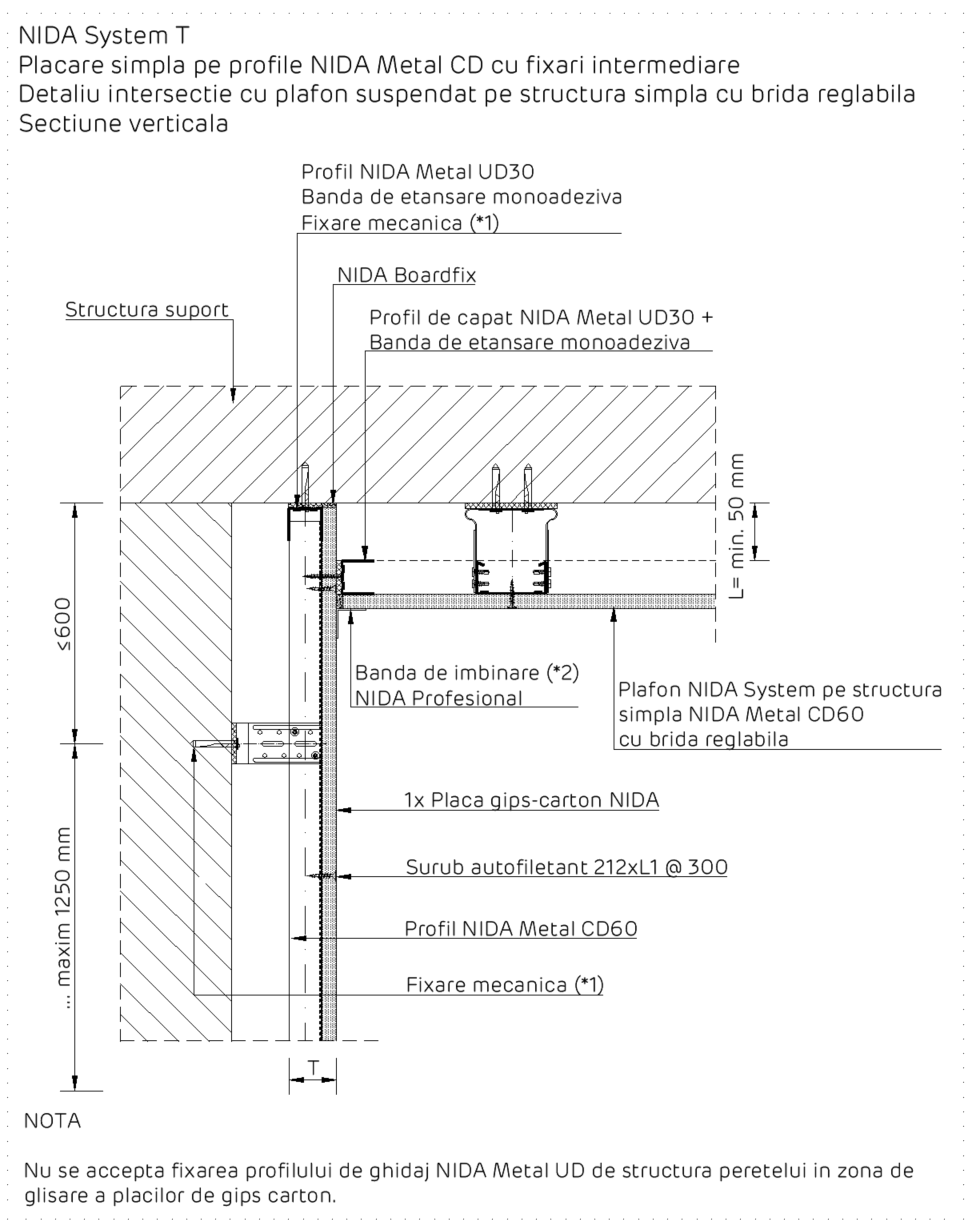 NIDA System T
Placare simpla pe profile NIDA Metal CD cu fixari intermediare
Detaliu intersectie cu plafon suspendat pe structura simpla cu brida reglabila
Sectiune verticala
Profil NIDA Metal UD30
Banda de etansare monoadeziva
Fixare mecanica (*1)
NIDA Boardfix
Structura suport
Profil de capat NIDA Metal UD30 +
Banda de etansare monoadeziva
L= min. 50 mm
≤600
Banda de imbinare (*2)
NIDA Profesional
Plafon NIDA System pe structura
simpla NIDA Metal CD60
cu brida reglabila
1x Placa gips-carton NIDA
Surub autofiletant 212xL1 @ 300
... maxim 1250 mm
Profil NIDA Metal CD60
Fixare mecanica (*1)
T
NOTA
Nu se accepta fixarea profilului de ghidaj NIDA Metal UD de structura peretelui in zona de
glisare a placilor de gips carton.